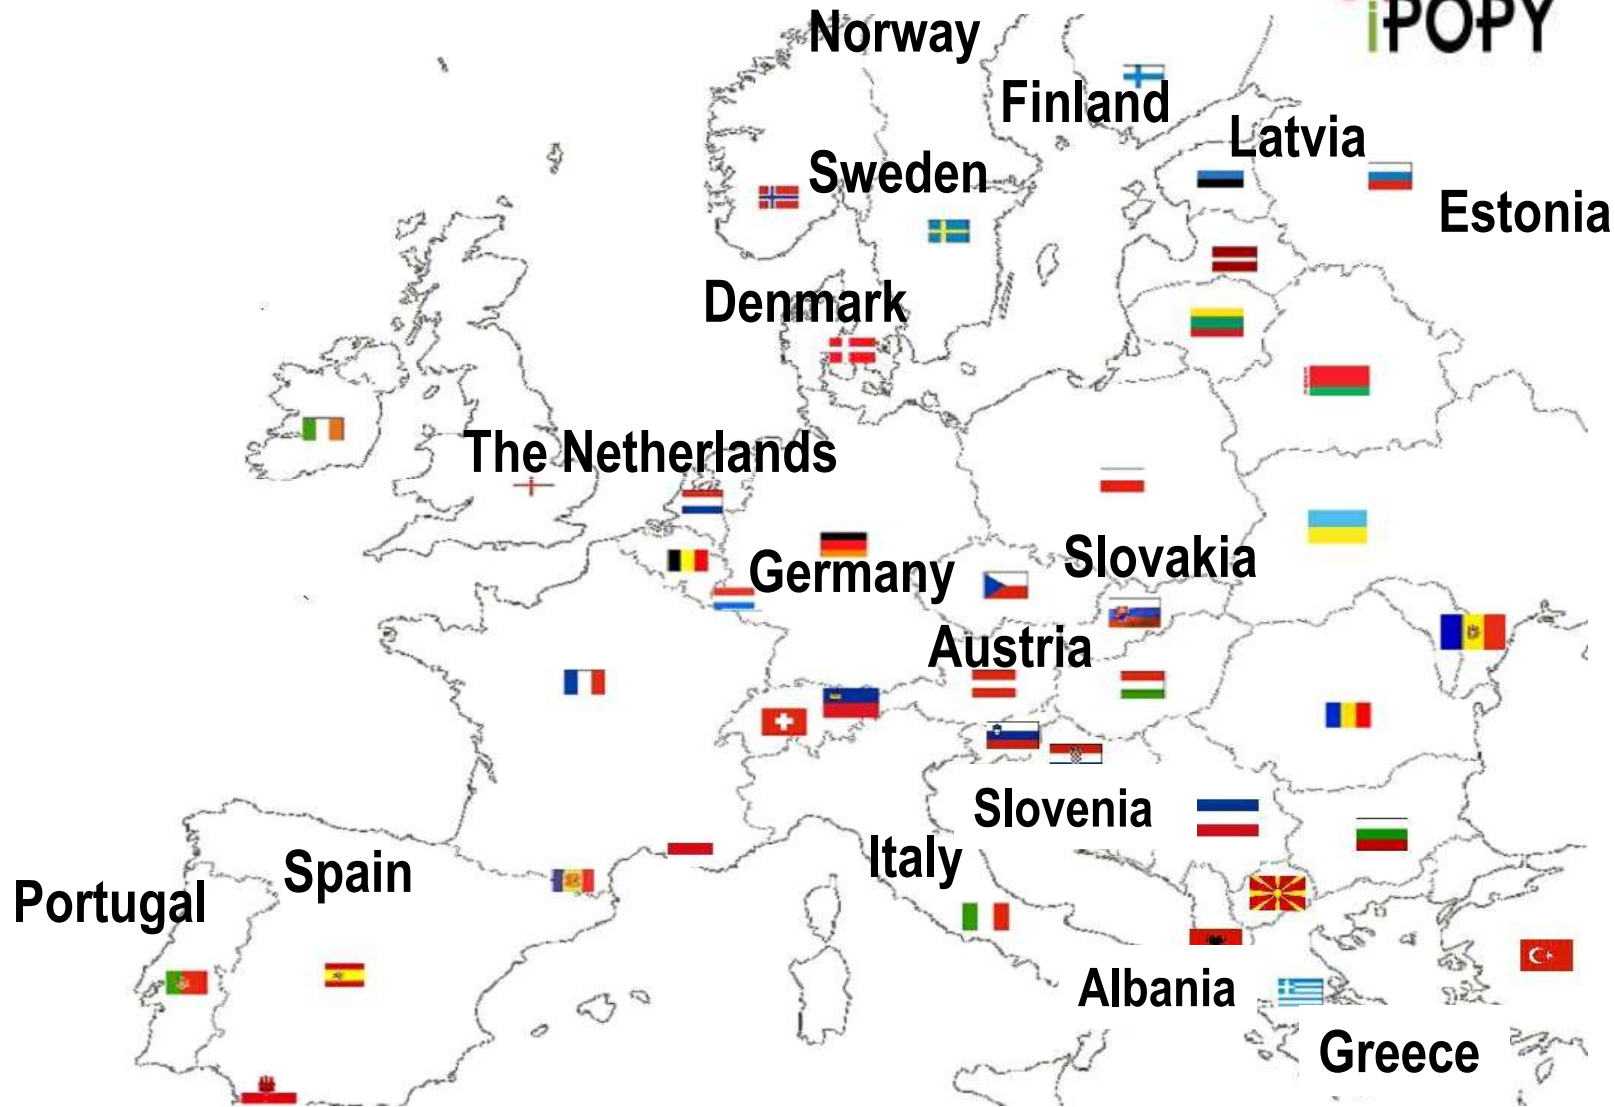 iPOPY
Norway
Finland
Latvia
Sweden
Estonia
Denmark
The Netherlands
Slovakia
Germany
Austria
Slovenia
Italy
Spain
Portugal
Albania
Greece